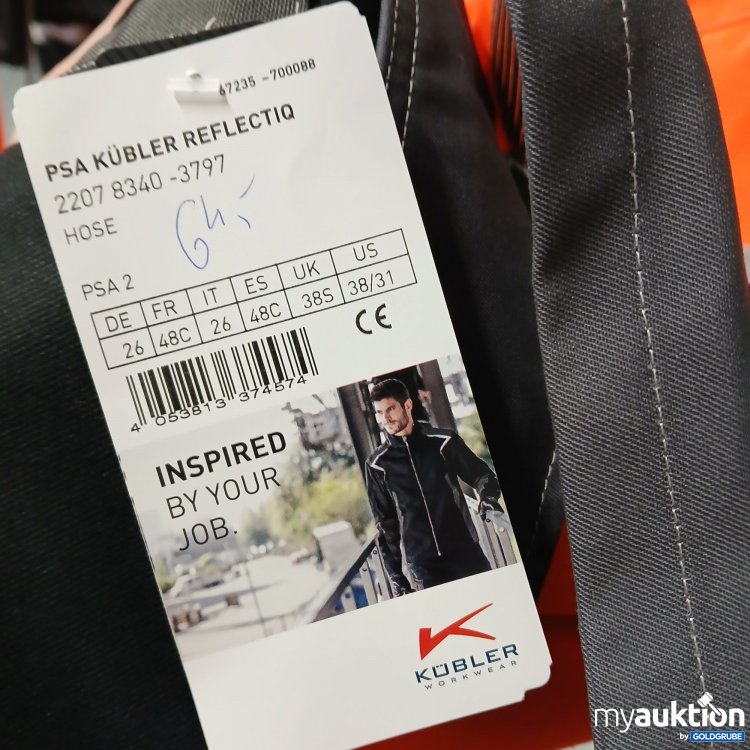 67235 -700088
PSA KÜBLER REFLECTIQ
2207 8340 -3797
HOSE
PSA 2
DE FR IT ES UK US
26 48C 26 48C 38S 38/31
CE
4 053813 374574
INSPIRED
BY YOUR
JOB.
KÜBLER
WORKWEAR
myauktion
by GOLDGRUBE